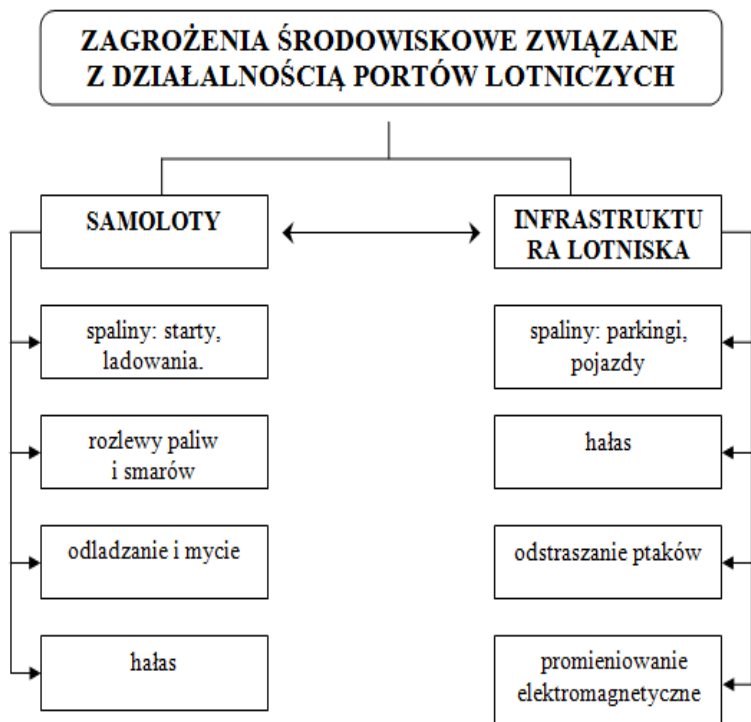 ZAGROŻENIA ŚRODOWISKOWE ZWIĄZANE
Z DZIAŁALNOŚCIĄ PORTÓW LOTNICZYCH
SAMOLOTY
spaliny: starty,
ladowania.
rozlewy paliw
i smarów
odladzanie i mycie
hałas
INFRASTRUKTU
RA LOTNISKA
spaliny: parkingi,
pojazdy
hałas
odstraszanie ptaków
promieniowanie
elektromagnetyczne